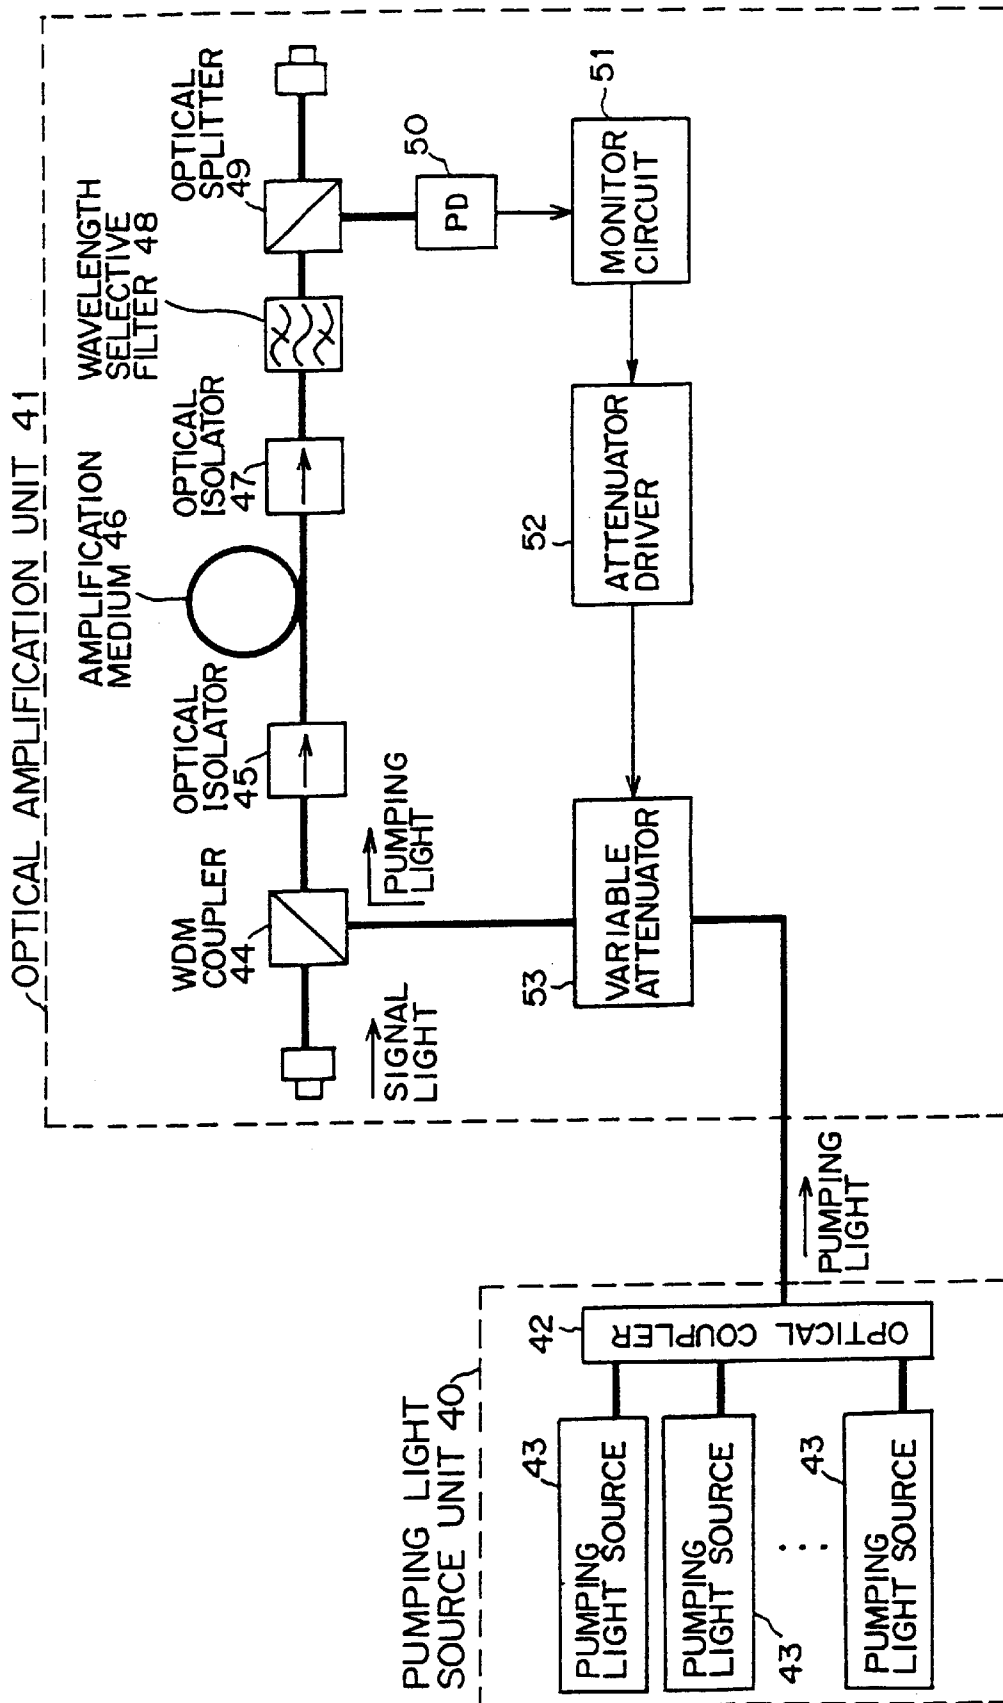 OPTICAL AMPLIFICATION UNIT 41
AMPLIFICATION
MEDIUM 46
WAVELENGTH
SELECTIVE
FILTER 48
WDM
COUPLER
44
OPTICAL
ISOLATOR
45
OPTICAL
ISOLATOR
47
OPTICAL
SPLITTER
49
SIGNAL
LIGHT
PUMPING
LIGHT
50
PD
53
VARIABLE
ATTENUATOR
52
ATTENUATOR
DRIVER
51
MONITOR
CIRCUIT
PUMPING LIGHT
SOURCE UNIT 40
43
PUMPING
LIGHT SOURCE
PUMPING
LIGHT SOURCE
43
43
PUMPING
LIGHT SOURCE
42
OPTICAL COUPLER
PUMPING
LIGHT